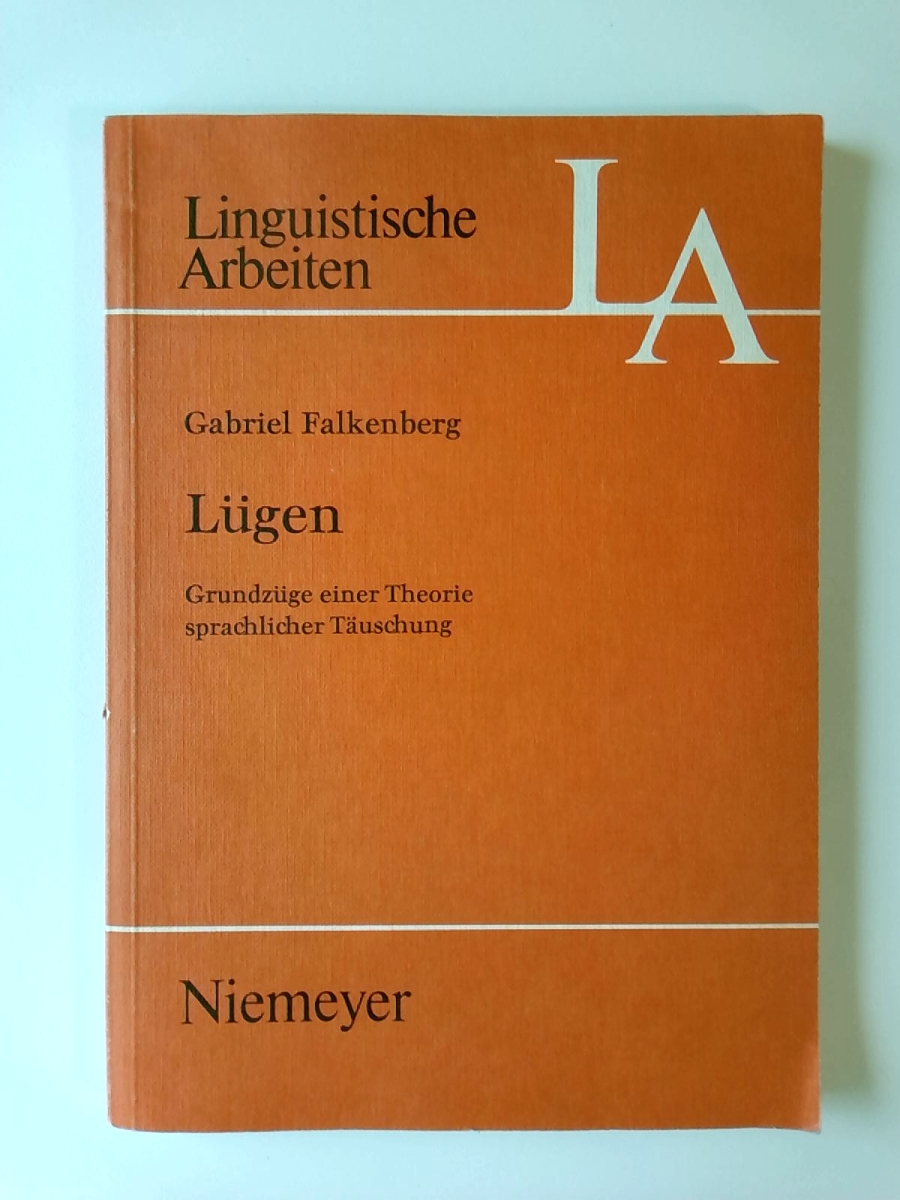 Linguistische
Arbeiten
LA
Gabriel Falkenberg
Lügen
Grundzüge einer Theorie
sprachlicher Täuschung
Niemeyer